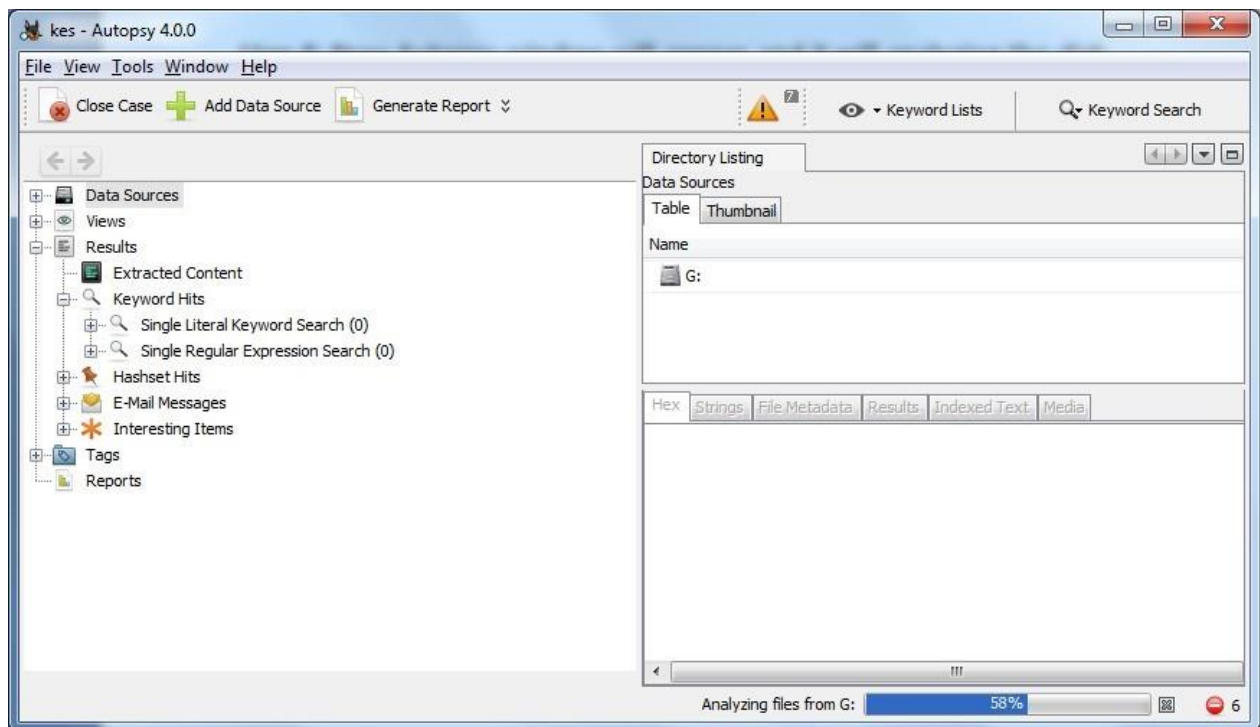 kes - Autopsy 4.0.0
File View Tools Window Help
Close Case Add Data Source Generate Report
7
Keyword Lists
Keyword Search
Data Sources
Views
Results
Extracted Content
Keyword Hits
Single Literal Keyword Search (0)
Single Regular Expression Search (0)
Hashset Hits
E-Mail Messages
Interesting Items
Tags
Reports
Directory Listing
Data Sources
Table Thumbnail
Name
G:
Hex Strings File Metadata Results Indexed Text Media
Analyzing files from G: 58% 6